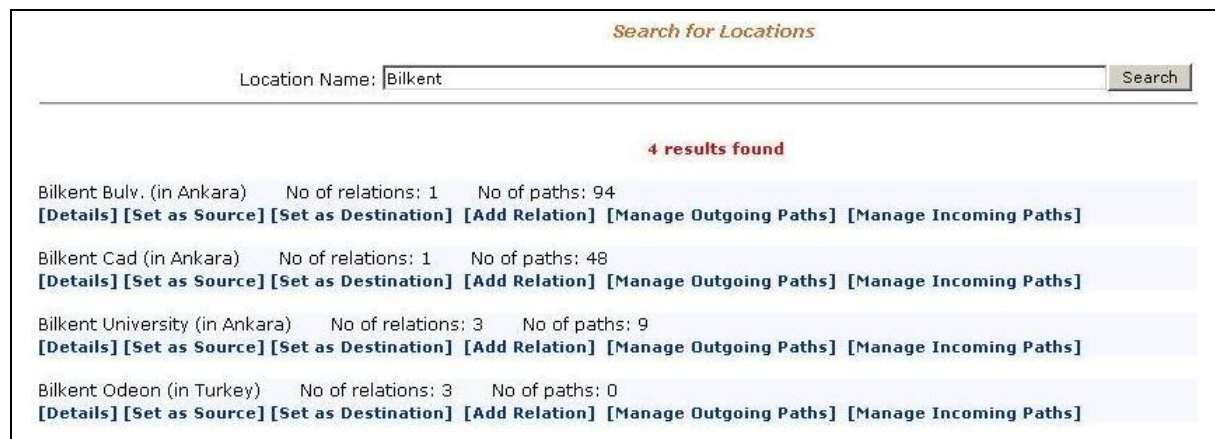 Search for Locations
Location Name: Bilkent Search
4 results found
Bilkent Bulv. (in Ankara) No of relations: 1 No of paths: 94
[Details] [Set as Source] [Set as Destination] [Add Relation] [Manage Outgoing Paths] [Manage Incoming Paths]
Bilkent Cad (in Ankara) No of relations: 1 No of paths: 48
[Details] [Set as Source] [Set as Destination] [Add Relation] [Manage Outgoing Paths] [Manage Incoming Paths]
Bilkent University (in Ankara) No of relations: 3 No of paths: 9
[Details] [Set as Source] [Set as Destination] [Add Relation] [Manage Outgoing Paths] [Manage Incoming Paths]
Bilkent Odeon (in Turkey) No of relations: 3 No of paths: 0
[Details] [Set as Source] [Set as Destination] [Add Relation] [Manage Outgoing Paths] [Manage Incoming Paths]